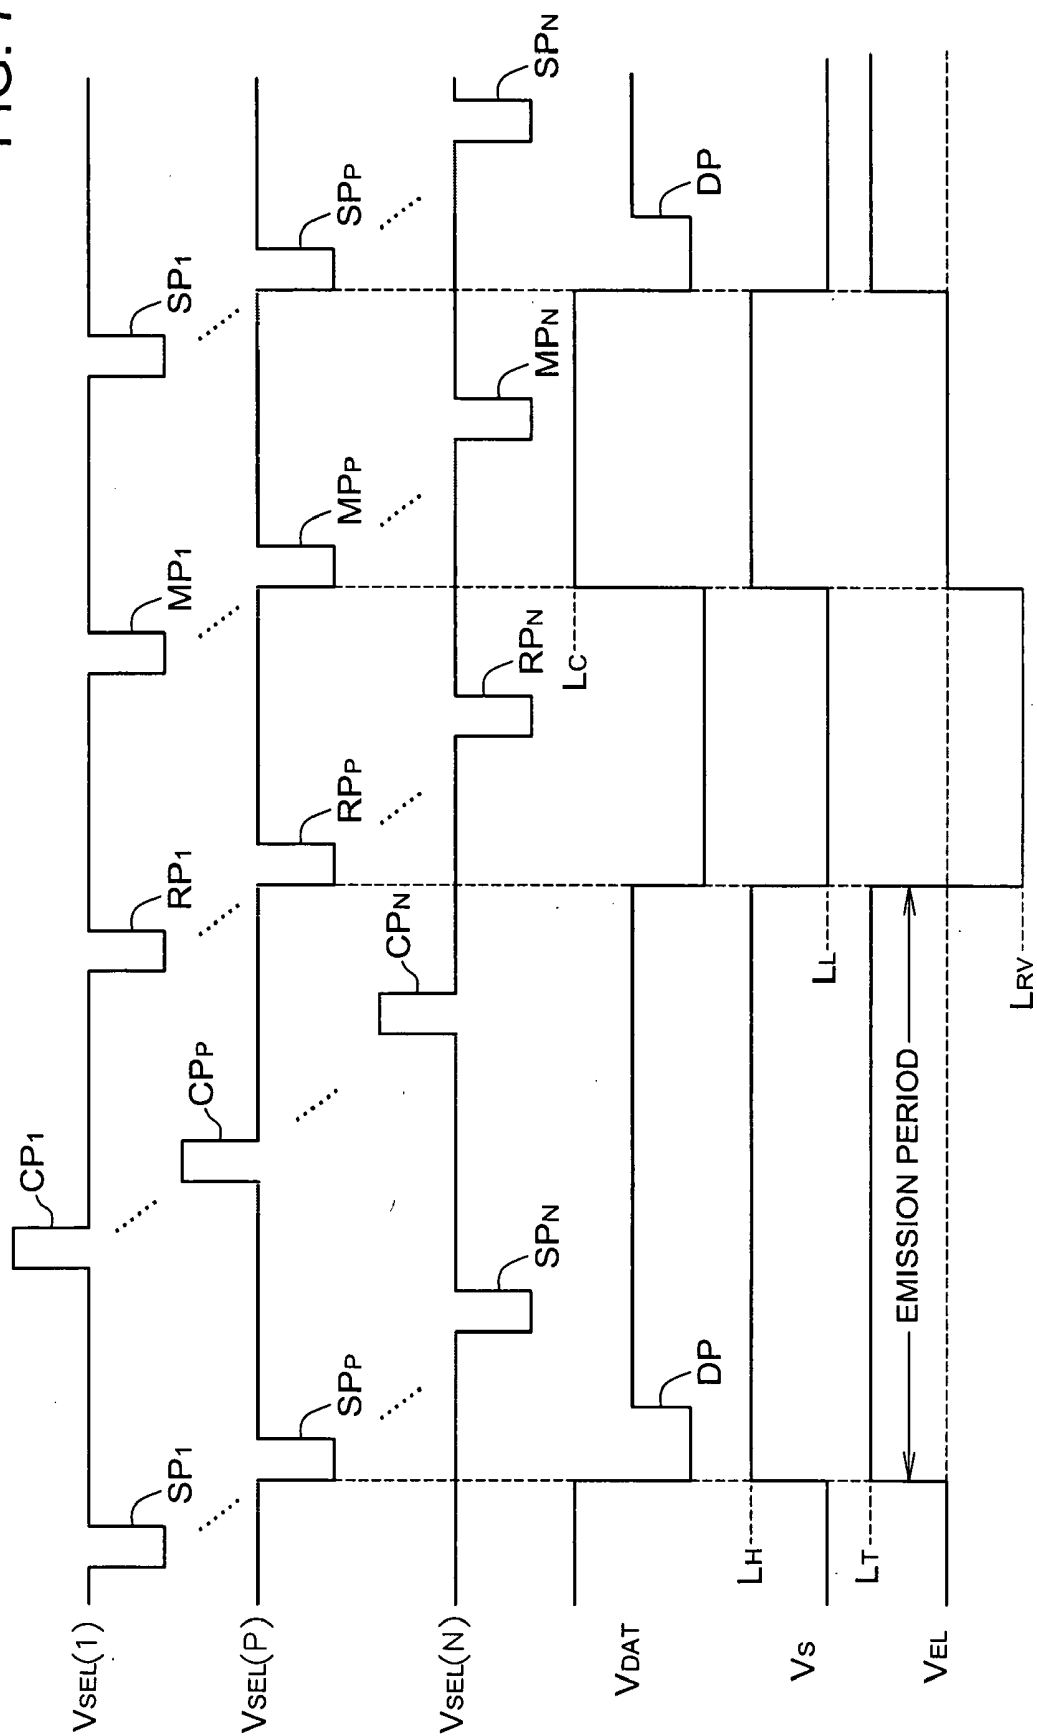 FIG. 7
VSEL(1)
SP1
CP1
RP1
MP1
SP1
VSEL(P)
SPP
CPP
RPP
MPP
SPP
VSEL(N)
SPN
CPN
RPN
MPN
SPN
VDAT
DP
LC
DP
VS
LH
LL
VEL
LT
EMISSION PERIOD
LRV